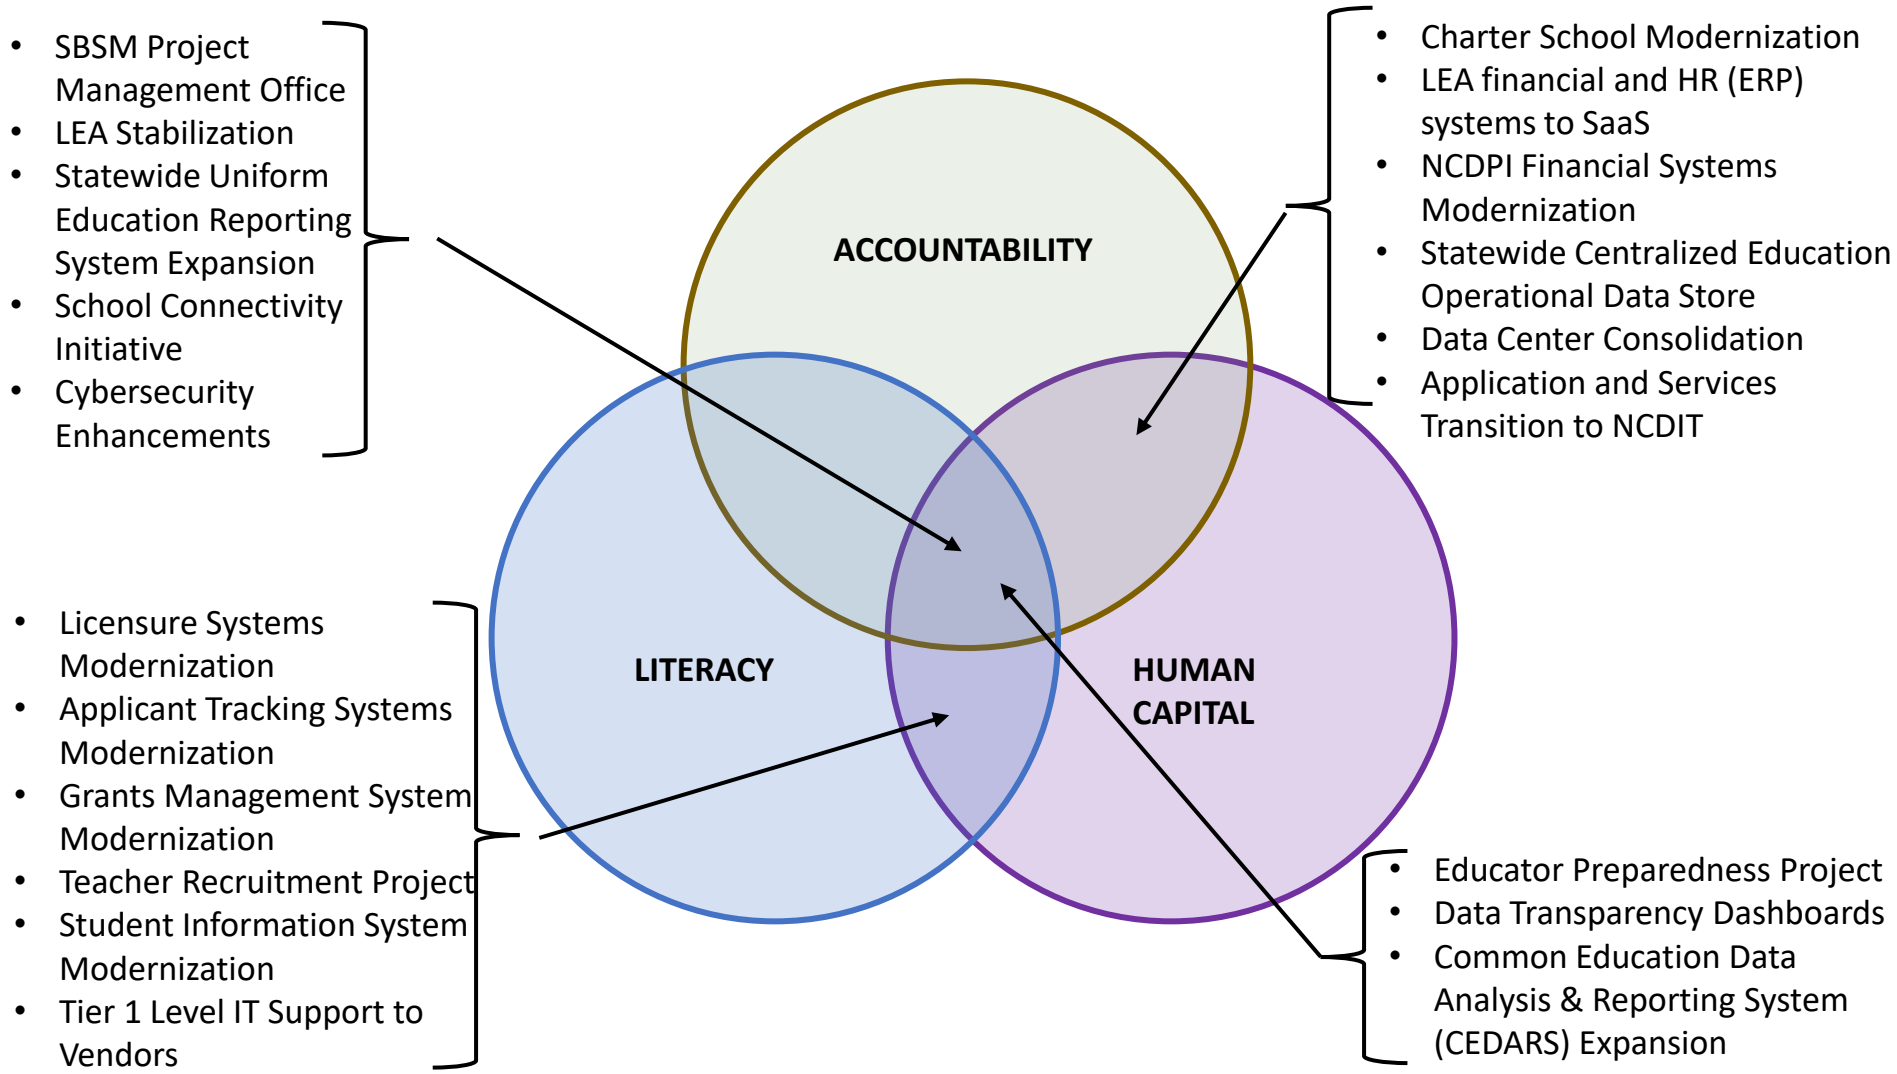 • SBSM Project
Management Office
• LEA Stabilization
• Statewide Uniform
Education Reporting
System Expansion
• School Connectivity
Initiative
• Cybersecurity
Enhancements
• Charter School Modernization
• LEA financial and HR (ERP)
systems to SaaS
• NCDPI Financial Systems
Modernization
• Statewide Centralized Education
Operational Data Store
• Data Center Consolidation
• Application and Services
Transition to NCDIT
ACCOUNTABILITY
LITERACY
HUMAN
CAPITAL
• Licensure Systems
Modernization
• Applicant Tracking Systems
Modernization
• Grants Management System
Modernization
• Teacher Recruitment Project
• Student Information System
Modernization
• Tier 1 Level IT Support to
Vendors
• Educator Preparedness Project
• Data Transparency Dashboards
• Common Education Data
Analysis & Reporting System
(CEDARS) Expansion